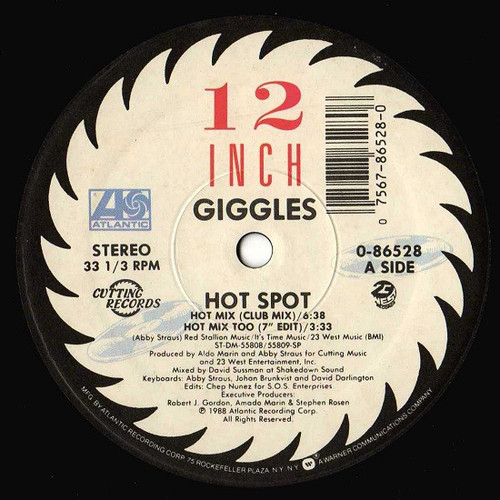 12
INCH
GIGGLES
0 7567-86528-0
ATLANTIC
STEREO
33 1/3 RPM
0-86528
A SIDE
CUTTING
RECORDS
23
WEST
HOT SPOT
HOT MIX (CLUB MIX)/6:38
HOT MIX TOO (7" EDIT)/3:33
(Abby Straus) Red Stallion Music/It's Time Music/23 West Music (BMI)
ST-DM-55808/55809-SP
Produced by Aldo Marin and Abby Straus for Cutting Music
and 23 West Entertainment, Inc.
Mixed by David Sussman at Shakedown Sound
Keyboards: Abby Straus, Johan Brunkvist and David Darlington
Edits: Chep Nunez for S.O.S. Enterprises
Executive Producers:
Robert J. Gordon, Amado Marin & Stephen Rosen
℗ 1988 Atlantic Recording Corp.
All Rights Reserved.
MFG. BY ATLANTIC RECORDING CORP. 75 ROCKEFELLER PLAZA, N.Y. N.Y. W A WARNER COMMUNICATIONS COMPANY